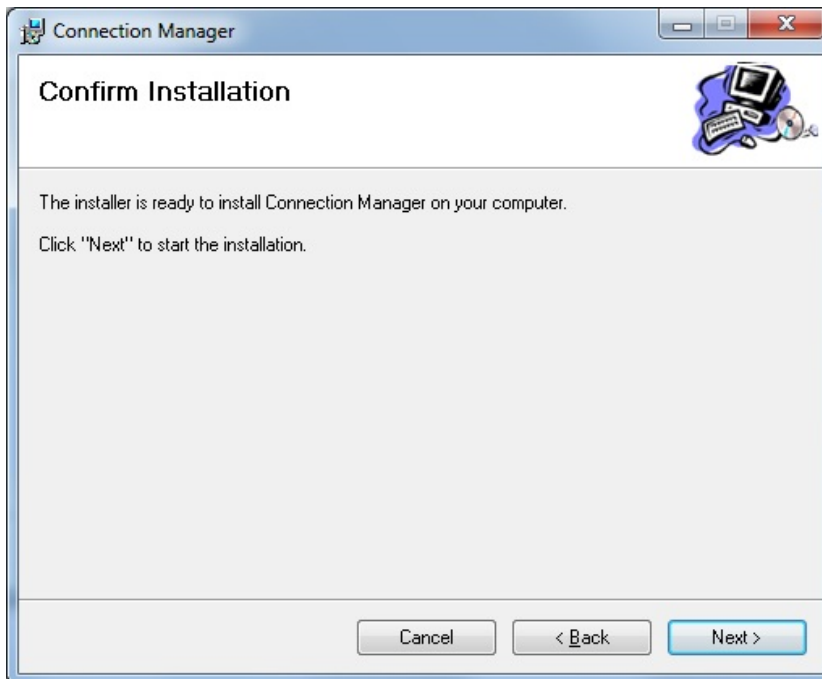 Connection Manager
Confirm Installation
The installer is ready to install Connection Manager on your computer.
Click "Next" to start the installation.
Cancel
< Back
Next >